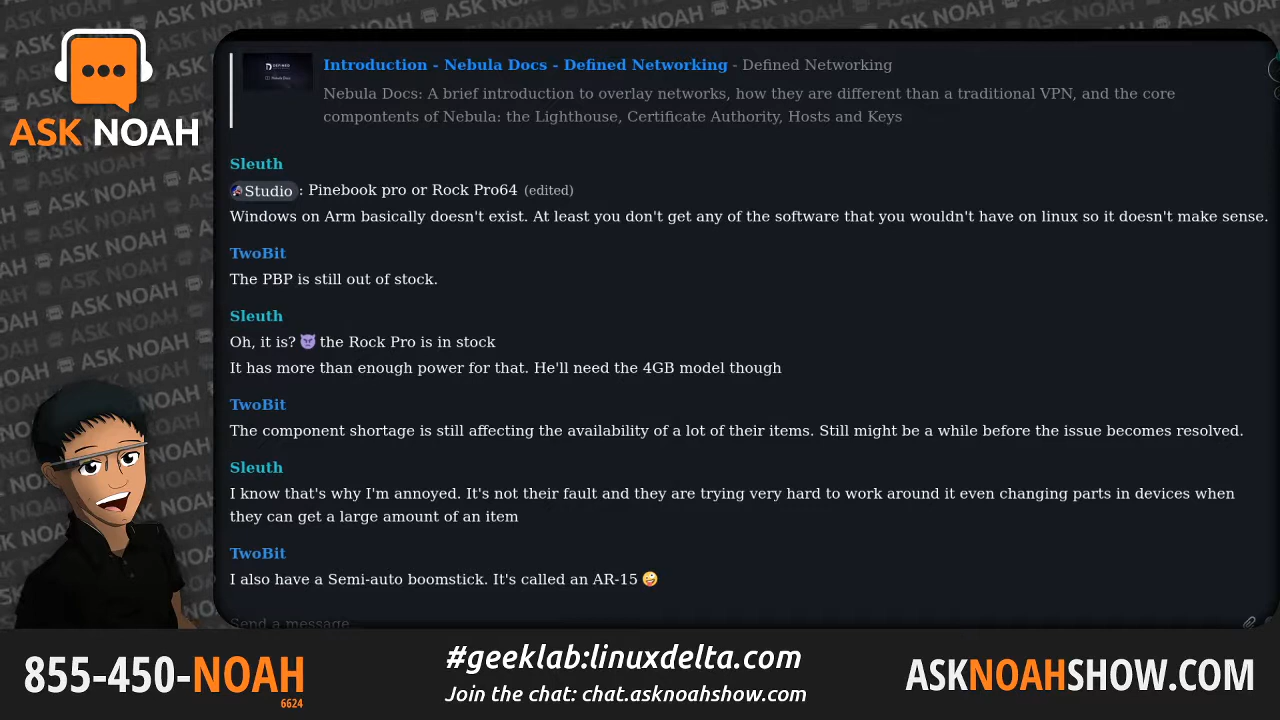 ASK NOAH
Introduction - Nebula Docs - Defined Networking - Defined Networking
Nebula Docs: A brief introduction to overlay networks, how they are different than a traditional VPN, and the core
compontents of Nebula: the Lighthouse, Certificate Authority, Hosts and Keys
Sleuth
Studio : Pinebook pro or Rock Pro64 (edited)
Windows on Arm basically doesn't exist. At least you don't get any of the software that you wouldn't have on linux so it doesn't make sense.
TwoBit
The PBP is still out of stock.
Sleuth
Oh, it is? 👿 the Rock Pro is in stock
It has more than enough power for that. He'll need the 4GB model though
TwoBit
The component shortage is still affecting the availability of a lot of their items. Still might be a while before the issue becomes resolved.
Sleuth
I know that's why I'm annoyed. It's not their fault and they are trying very hard to work around it even changing parts in devices when
they can get a large amount of an item
TwoBit
I also have a Semi-auto boomstick. It's called an AR-15 🤪
Send a message
855-450-NOAH
6624
#geeklab:linuxdelta.com
Join the chat: chat.asknoahshow.com
ASKNOAHSHOW.COM